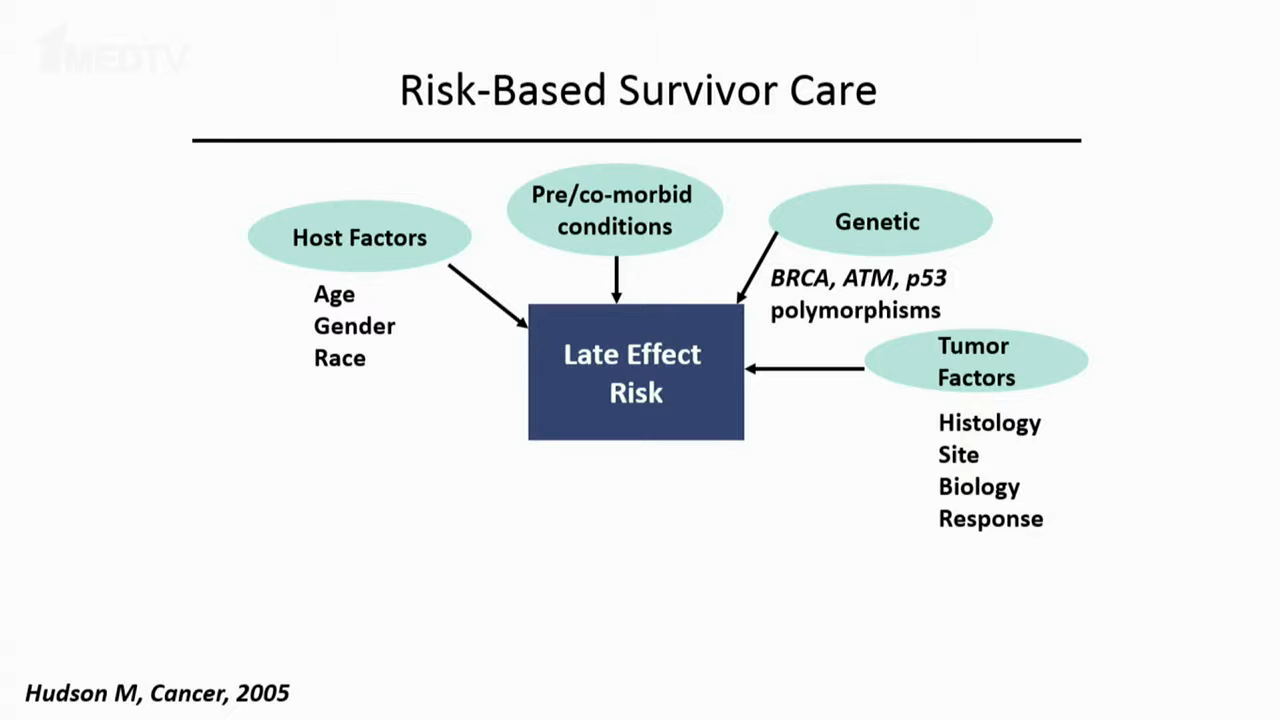 1MEDTV
Risk-Based Survivor Care
Host Factors
Age
Gender
Race
Pre/co-morbid
conditions
Genetic
BRCA, ATM, p53
polymorphisms
Late Effect
Risk
Tumor
Factors
Histology
Site
Biology
Response
Hudson M, Cancer, 2005